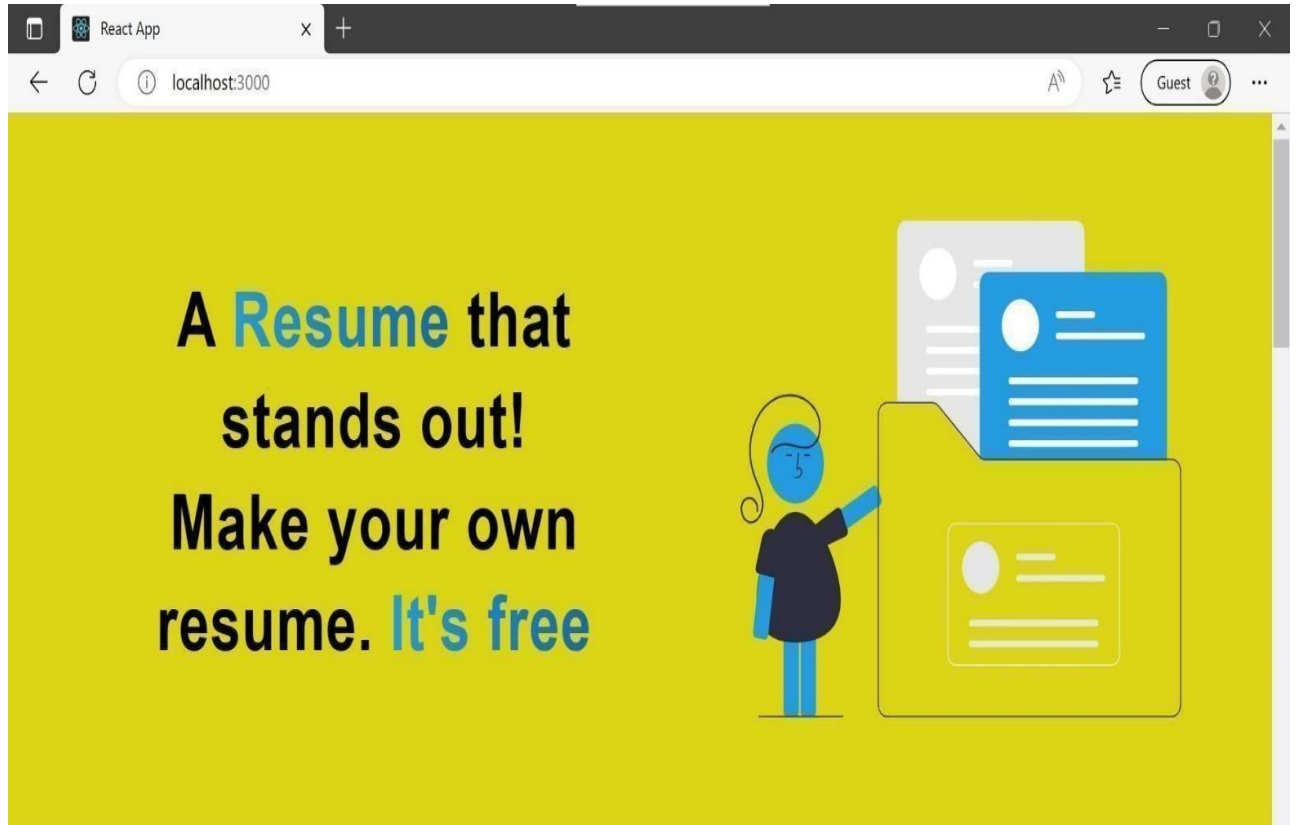 React App
localhost:3000
Guest
A Resume that
stands out!
Make your own
resume. It's free